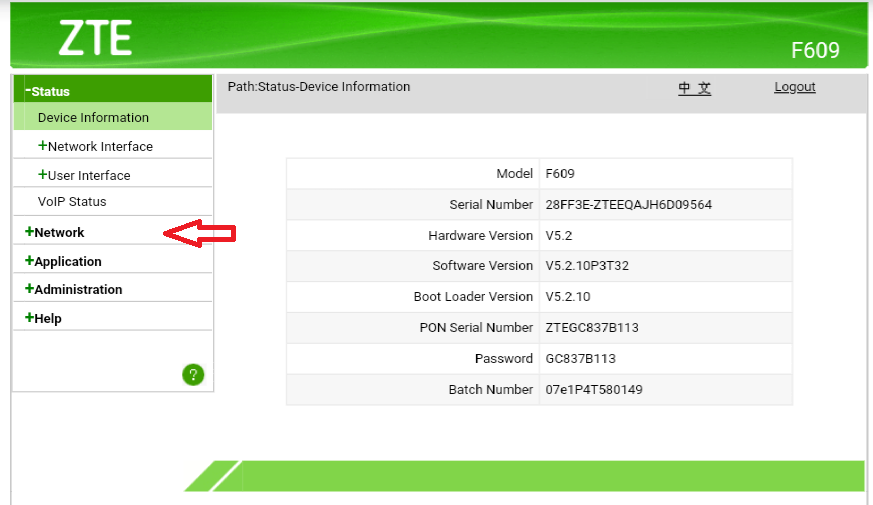 ZTE
F609
-Status
Path:Status-Device Information 中 文 Logout
Device Information
+Network Interface
+User Interface
VoIP Status
+Network
+Application
+Administration
+Help
?
Model F609
Serial Number 28FF3E-ZTEEQAJH6D09564
Hardware Version V5.2
Software Version V5.2.10P3T32
Boot Loader Version V5.2.10
PON Serial Number ZTEGC837B113
Password GC837B113
Batch Number 07e1P4T580149